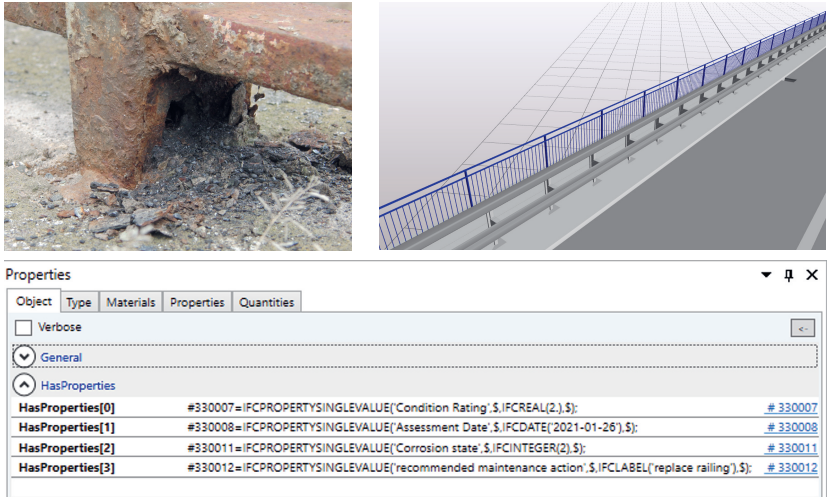 Properties
Object Type Materials Properties Quantities
Verbose
<-
General
HasProperties
HasProperties[0] #330007=IFCPROPERTYSINGLEVALUE('Condition Rating',$,IFCREAL(2.),$); # 330007
HasProperties[1] #330008=IFCPROPERTYSINGLEVALUE('Assessment Date',$,IFCDATE('2021-01-26'),$); # 330008
HasProperties[2] #330011=IFCPROPERTYSINGLEVALUE('Corrosion state',$,IFCINTEGER(2),$); # 330011
HasProperties[3] #330012=IFCPROPERTYSINGLEVALUE('recommended maintenance action',$,IFCLABEL('replace railing'),$); # 330012